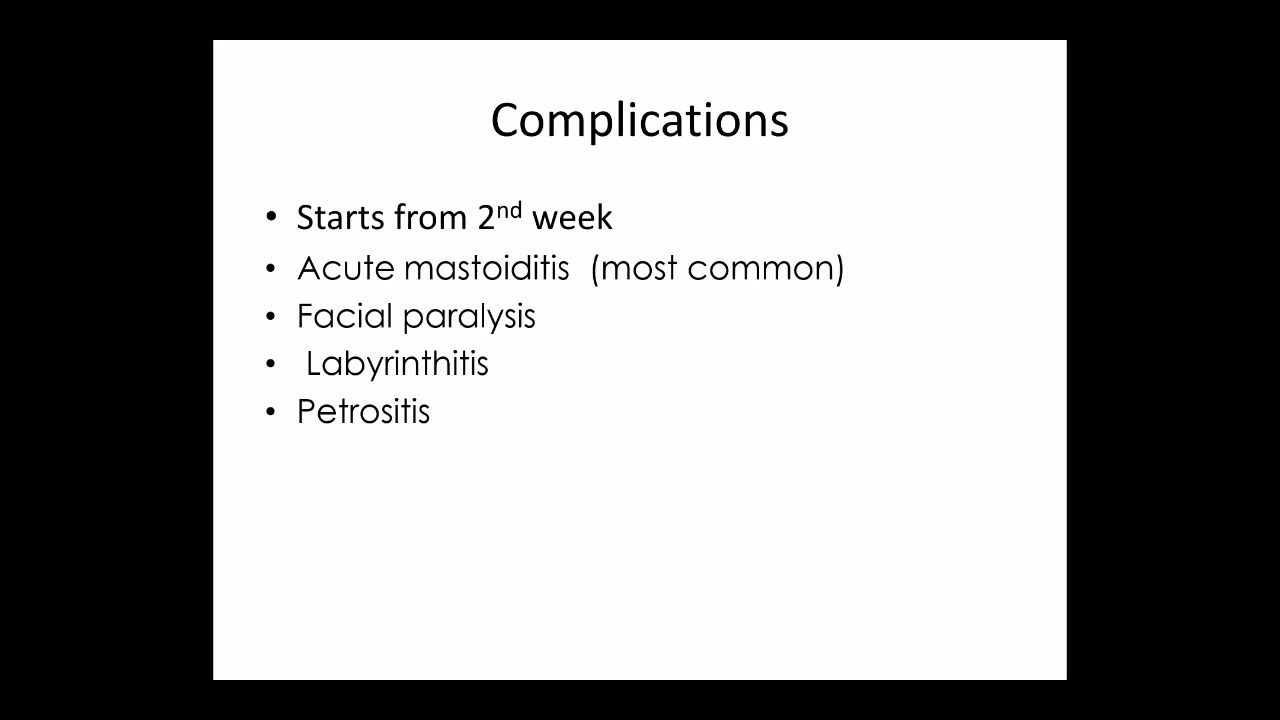 Complications
• Starts from 2nd week
• Acute mastoiditis (most common)
• Facial paralysis
• Labyrinthitis
• Petrositis